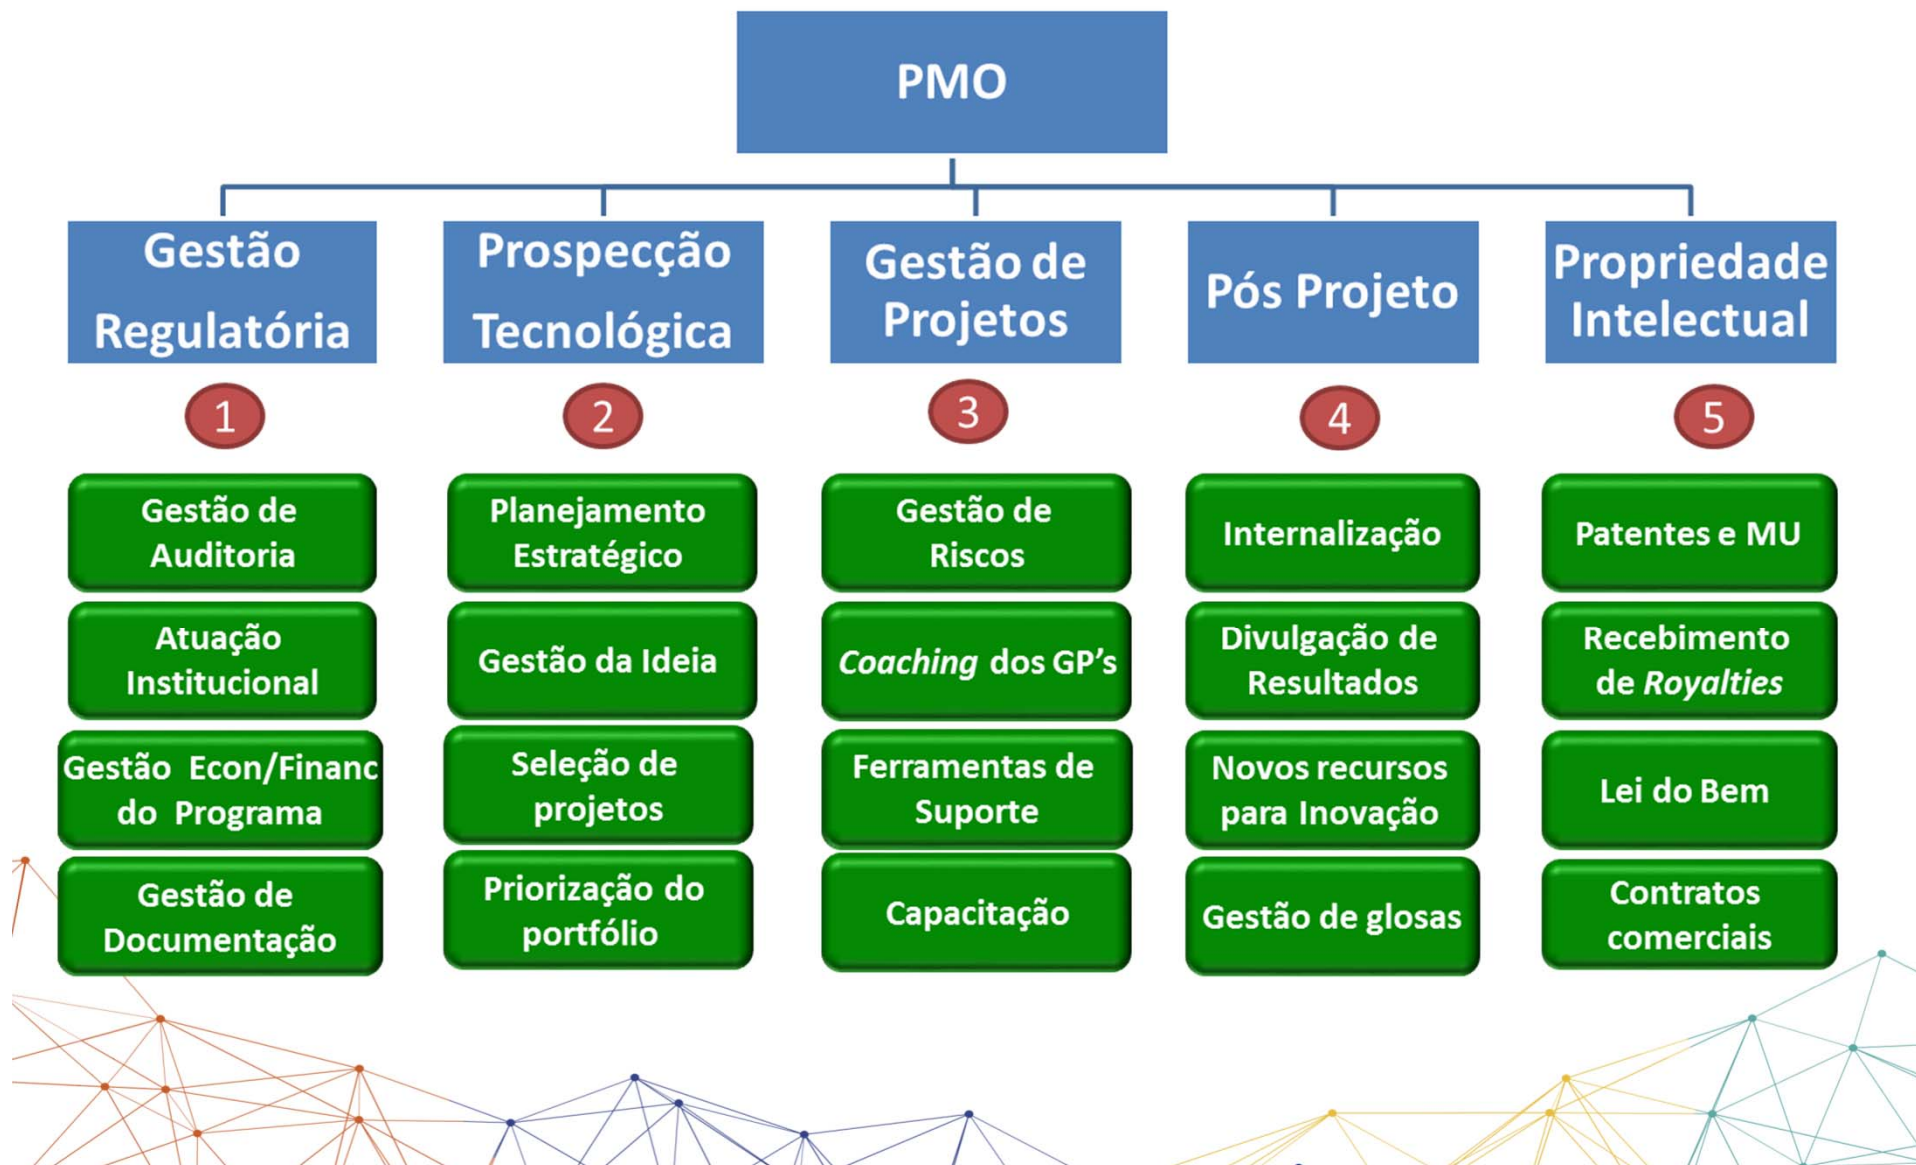 PMO
Gestão
Regulatória
Prospecção
Tecnológica
Gestão de
Projetos
Pós Projeto
Propriedade
Intelectual
1
2
3
4
5
Gestão de
Auditoria
Atuação
Institucional
Gestão Econ/Financ
do Programa
Gestão de
Documentação
Planejamento
Estratégico
Gestão da Ideia
Seleção de
projetos
Priorização do
portfólio
Gestão de
Riscos
Coaching dos GP's
Ferramentas de
Suporte
Capacitação
Internalização
Divulgação de
Resultados
Novos recursos
para Inovação
Gestão de glosas
Patentes e MU
Recebimento
de Royalties
Lei do Bem
Contratos
comerciais